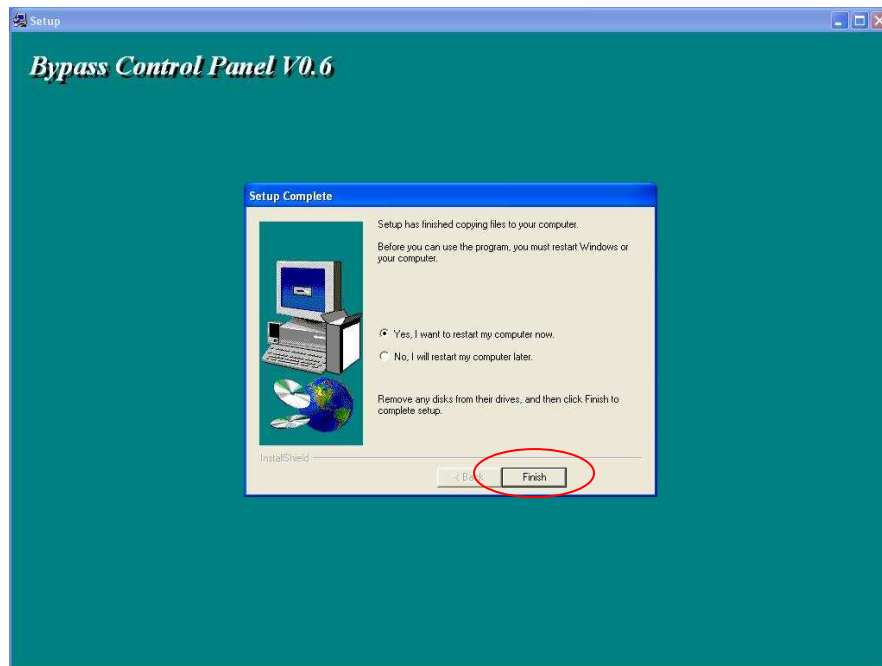 Setup
Bypass Control Panel V0.6
Setup Complete
Setup has finished copying files to your computer.
Before you can use the program, you must restart Windows or
your computer.
Yes, I want to restart my computer now.
No, I will restart my computer later.
Remove any disks from their drives, and then click Finish to
complete setup.
InstallShield
< Back Finish